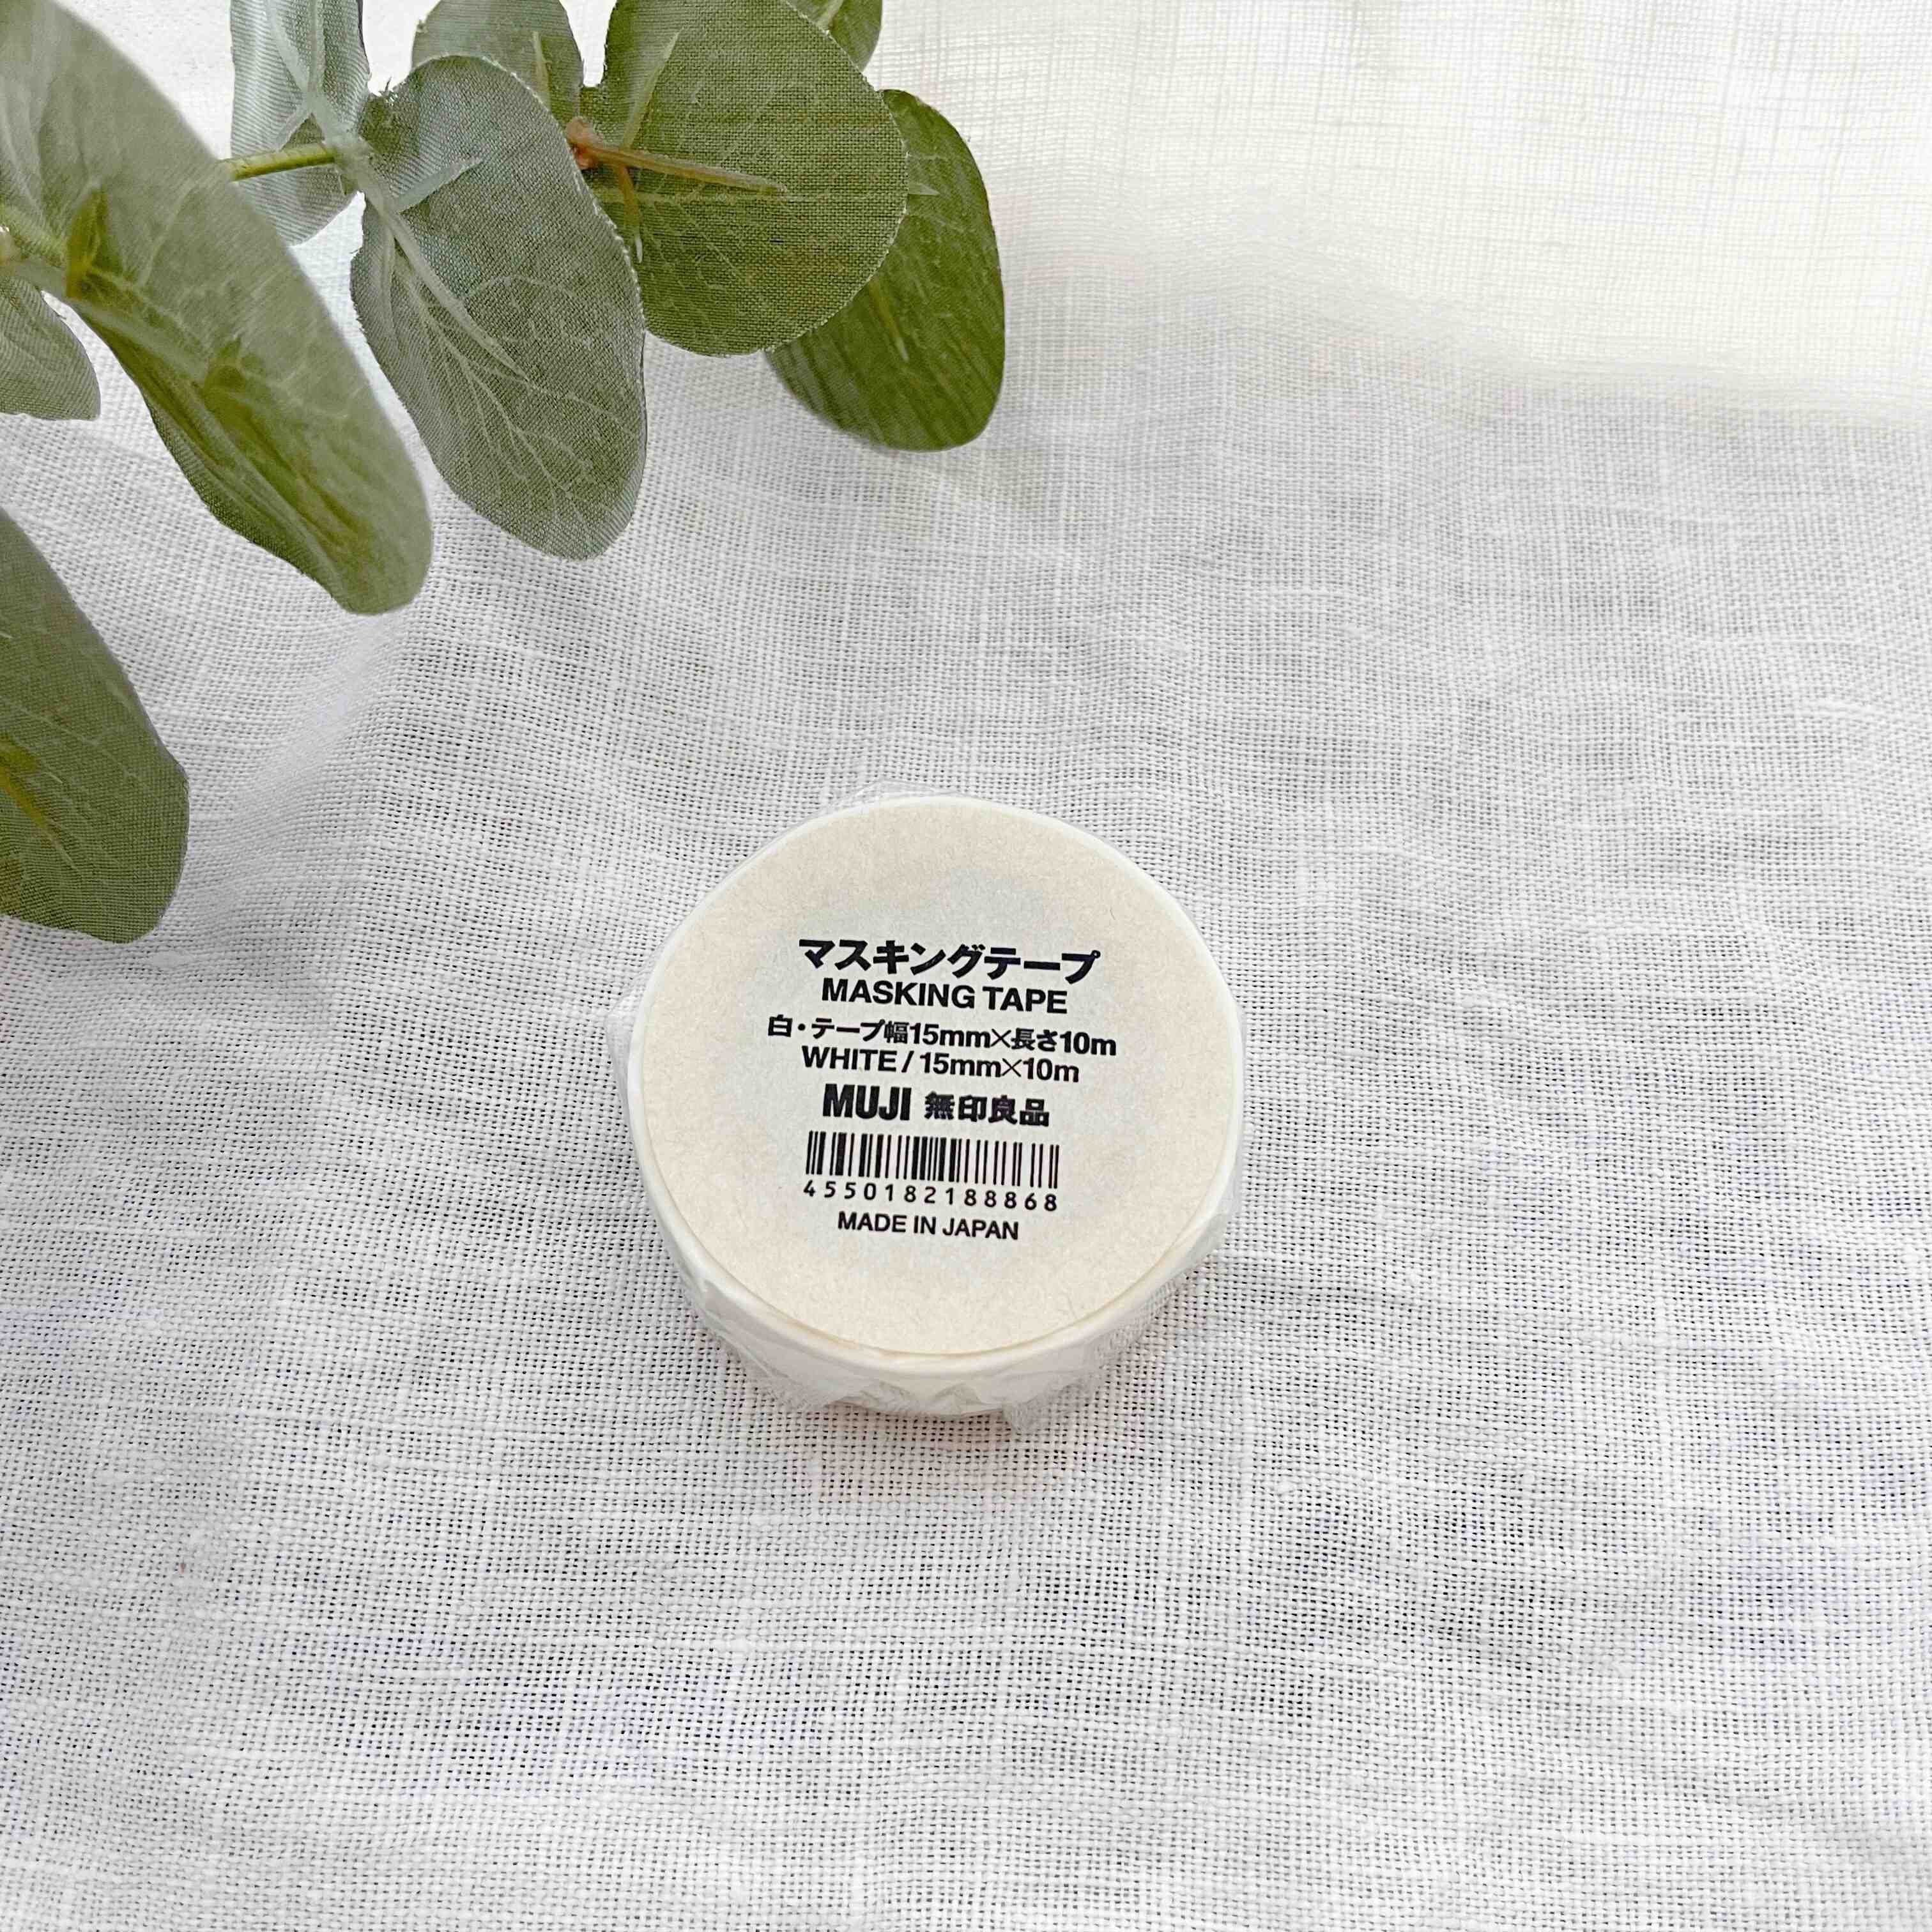 マスキングテープ
MASKING TAPE
白・テープ幅15mm×長さ10m
WHITE / 15mm×10m
MUJI 無印良品
4550182188868
MADE IN JAPAN